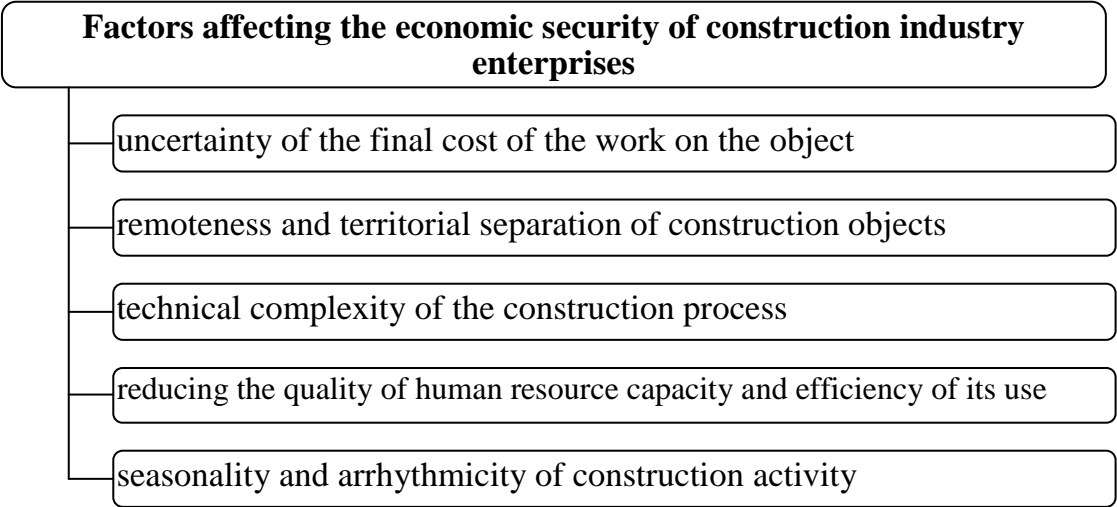 Factors affecting the economic security of construction industry
enterprises
uncertainty of the final cost of the work on the object
remoteness and territorial separation of construction objects
technical complexity of the construction process
reducing the quality of human resource capacity and efficiency of its use
seasonality and arrhythmicity of construction activity